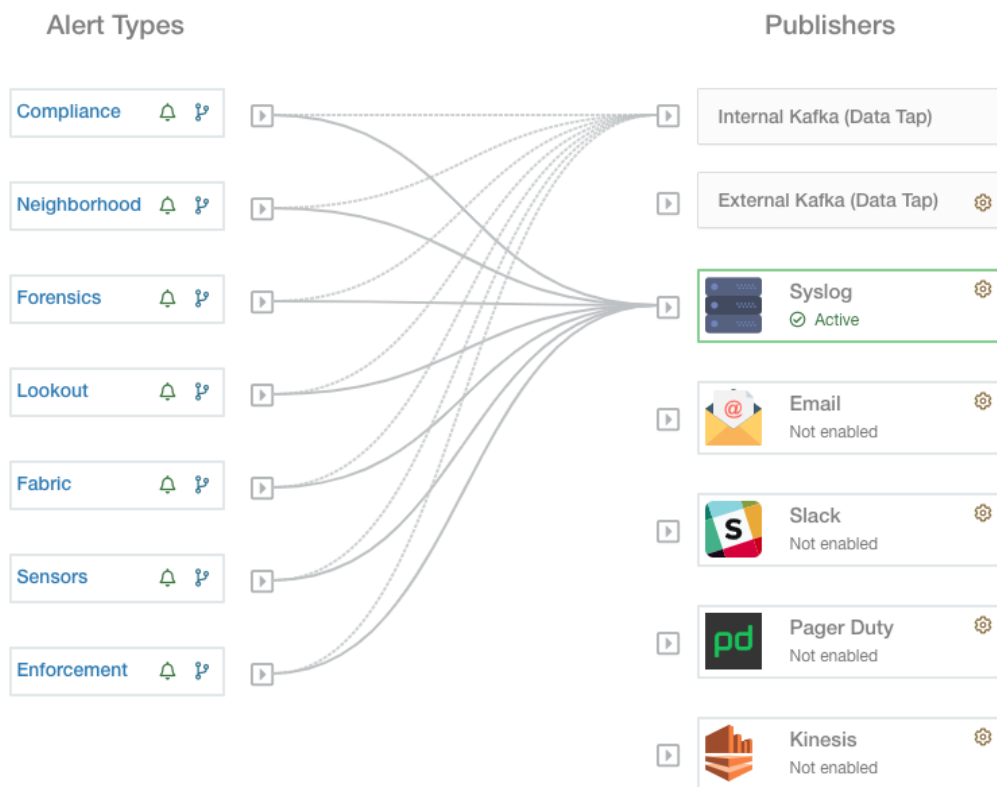 Alert Types
Publishers
Compliance
Neighborhood
Forensics
Lookout
Fabric
Sensors
Enforcement
Internal Kafka (Data Tap)
External Kafka (Data Tap)
Syslog
Active
@
Email
Not enabled
S
Slack
Not enabled
pd
Pager Duty
Not enabled
Kinesis
Not enabled